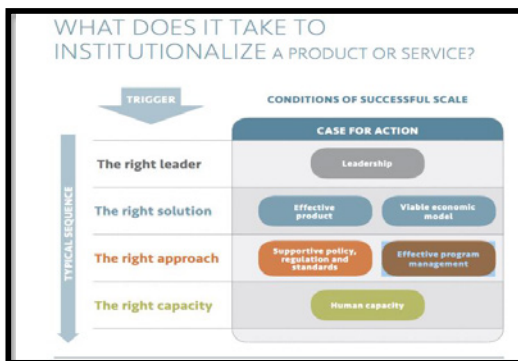 WHAT DOES IT TAKE TO
INSTITUTIONALIZE A PRODUCT OR SERVICE?
TRIGGER
CONDITIONS OF SUCCESSFUL SCALE
CASE FOR ACTION
TYPICAL SEQUENCE
The right leader
Leadership
The right solution
Effective
product
Viable economic
model
The right approach
Supportive policy,
regulation and
standards
Effective program
management
The right capacity
Human capacity